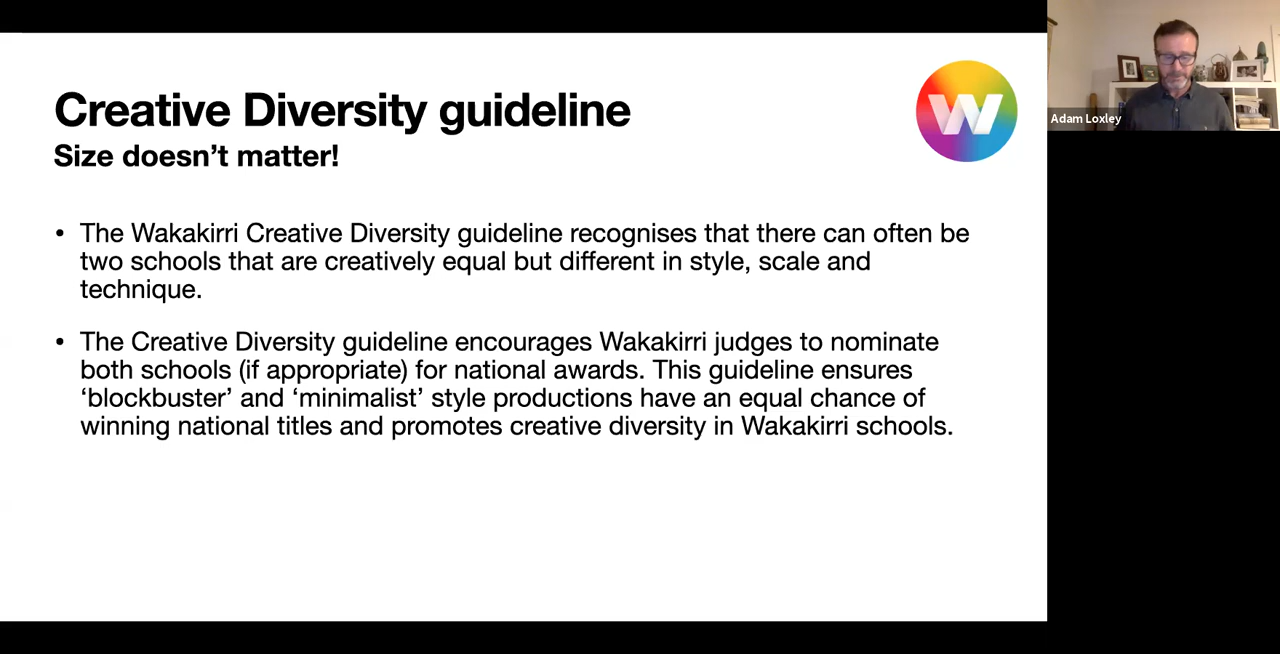 Creative Diversity guideline
Size doesn’t matter!
W
Adam Loxley
• The Wakakirri Creative Diversity guideline recognises that there can often be
two schools that are creatively equal but different in style, scale and
technique.
• The Creative Diversity guideline encourages Wakakirri judges to nominate
both schools (if appropriate) for national awards. This guideline ensures
‘blockbuster’ and ‘minimalist’ style productions have an equal chance of
winning national titles and promotes creative diversity in Wakakirri schools.